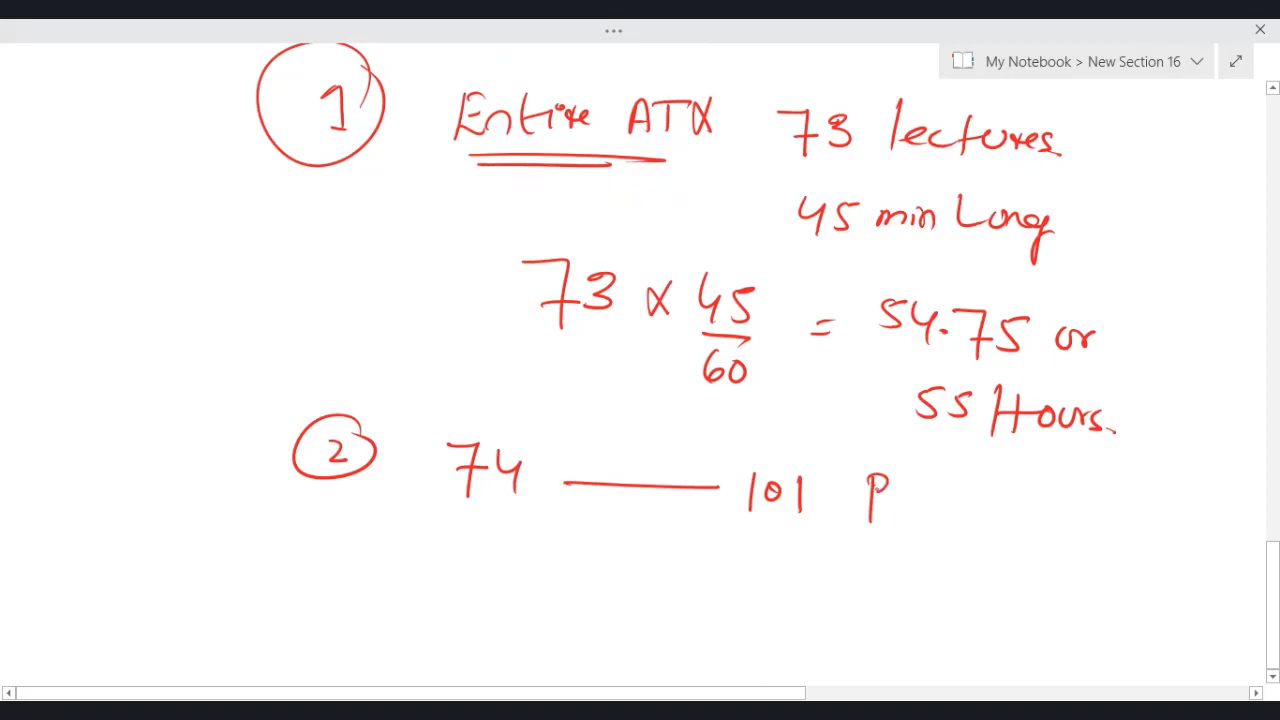 My Notebook > New Section 16
1 Entire ATX 73 lectures
45 min Long
73 x 45/60 = 54.75 or
55 Hours.
2 74 — 101 P